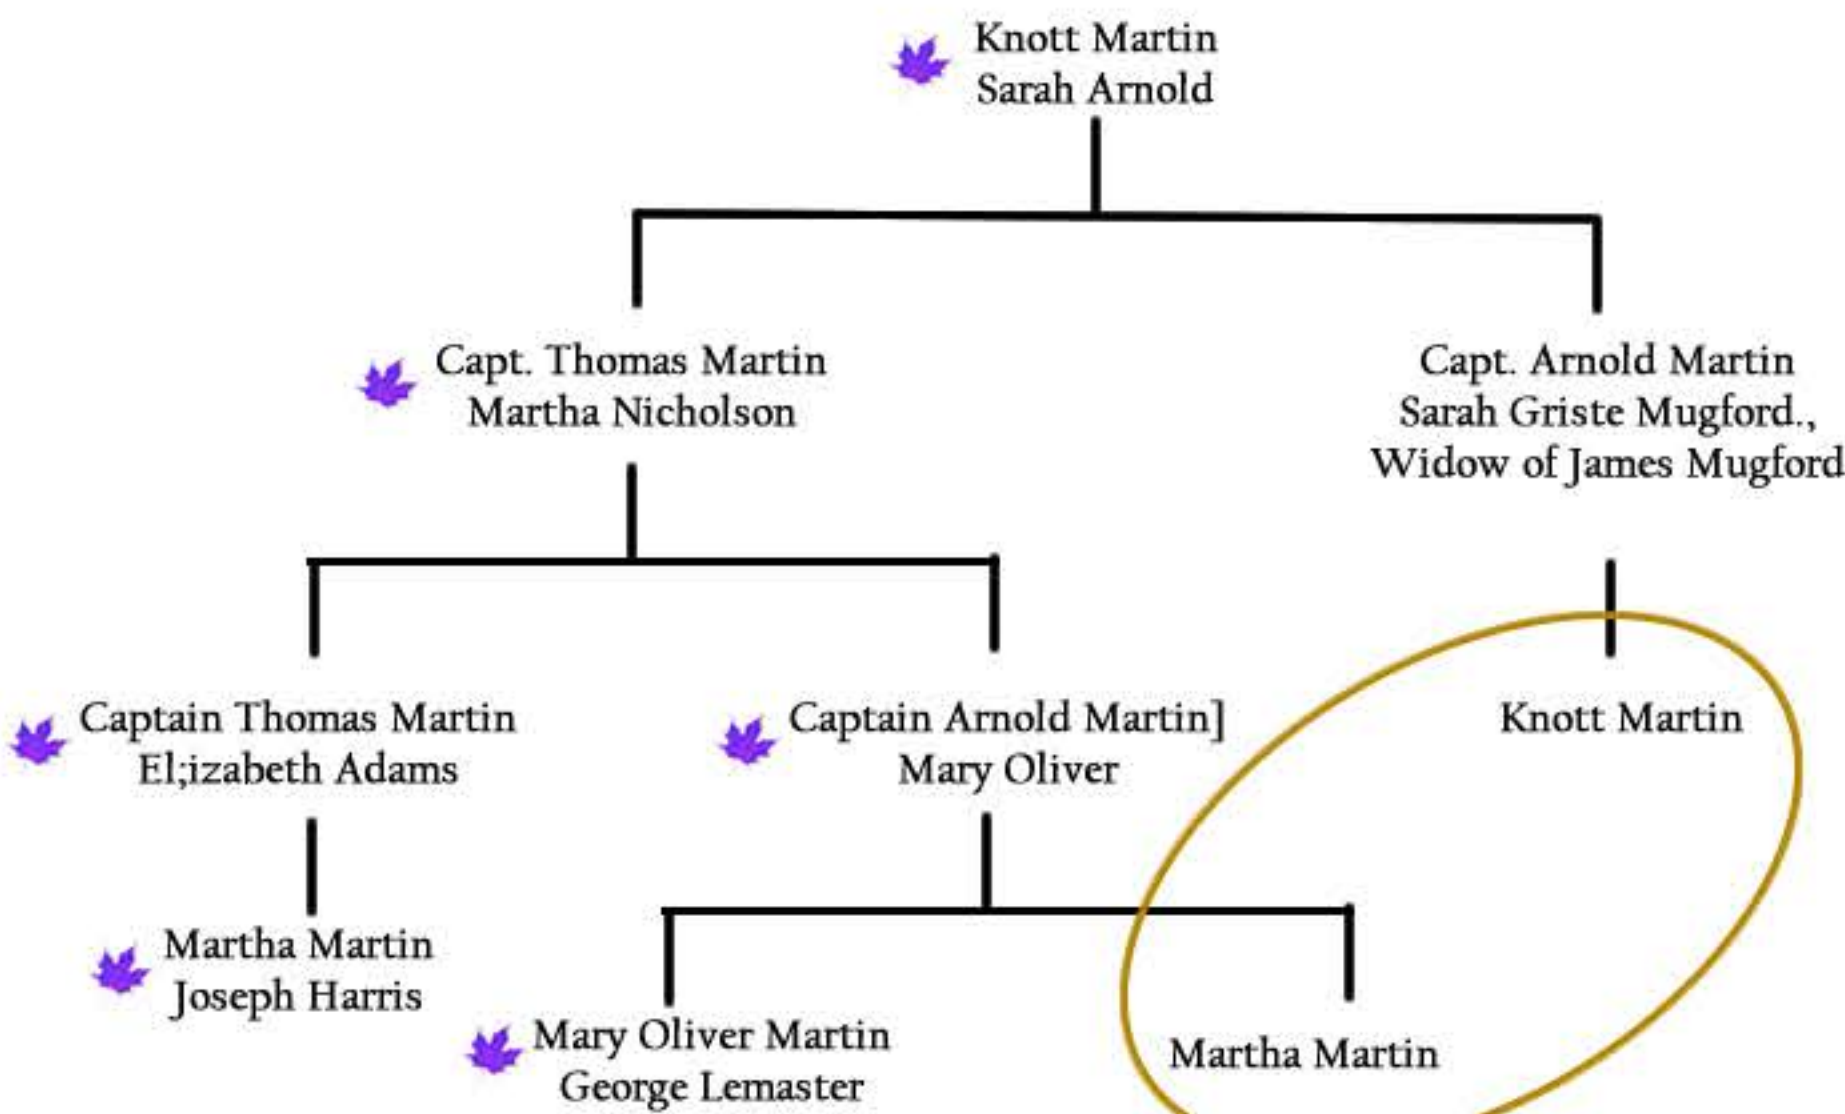 Knott Martin
Sarah Arnold
Capt. Thomas Martin
Martha Nicholson
Capt. Arnold Martin
Sarah Griste Mugford.,
Widow of James Mugford
Captain Thomas Martin
El;izabeth Adams
Captain Arnold Martin]
Mary Oliver
Knott Martin
Martha Martin
Joseph Harris
Mary Oliver Martin
George Lemaster
Martha Martin